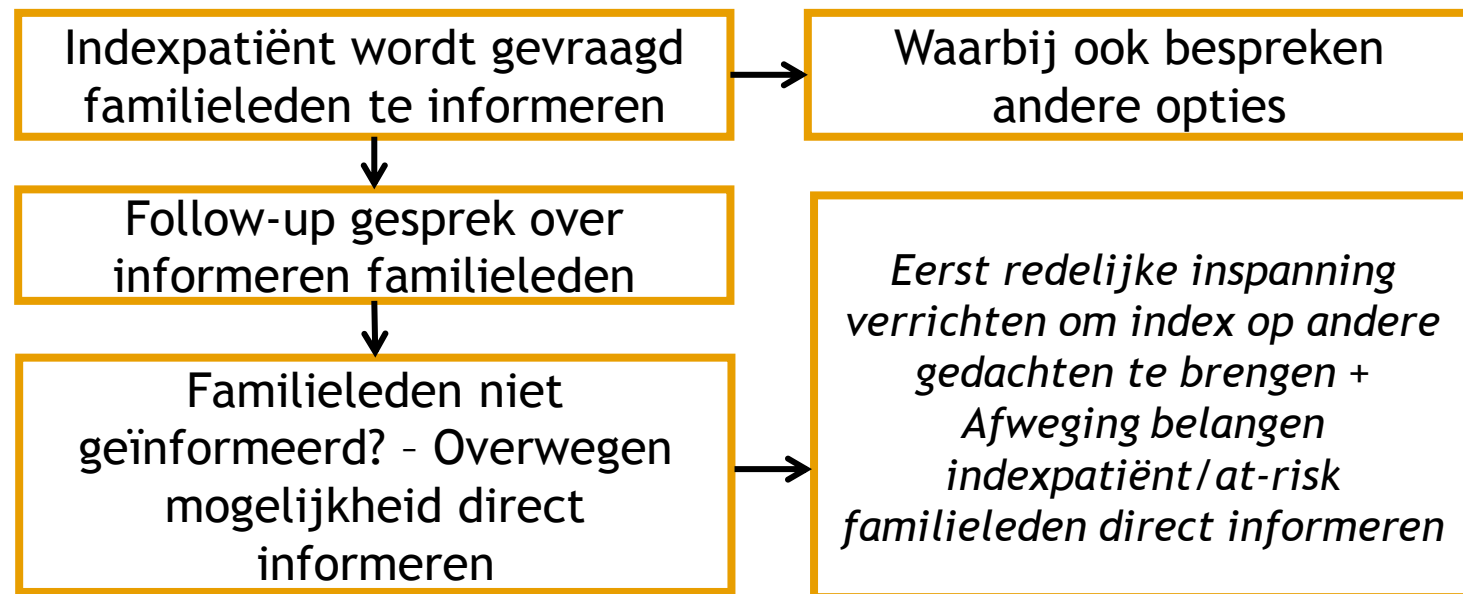 Indexpatiënt wordt gevraagd
familieleden te informeren
Waarbij ook bespreken
andere opties
Follow-up gesprek over
informeren familieleden
Familieleden niet
geïnformeerd? – Overwegen
mogelijkheid direct
informeren
Eerst redelijke inspanning
verrichten om index op andere
gedachten te brengen +
Afweging belangen
indexpatiënt/at-risk
familieleden direct informeren